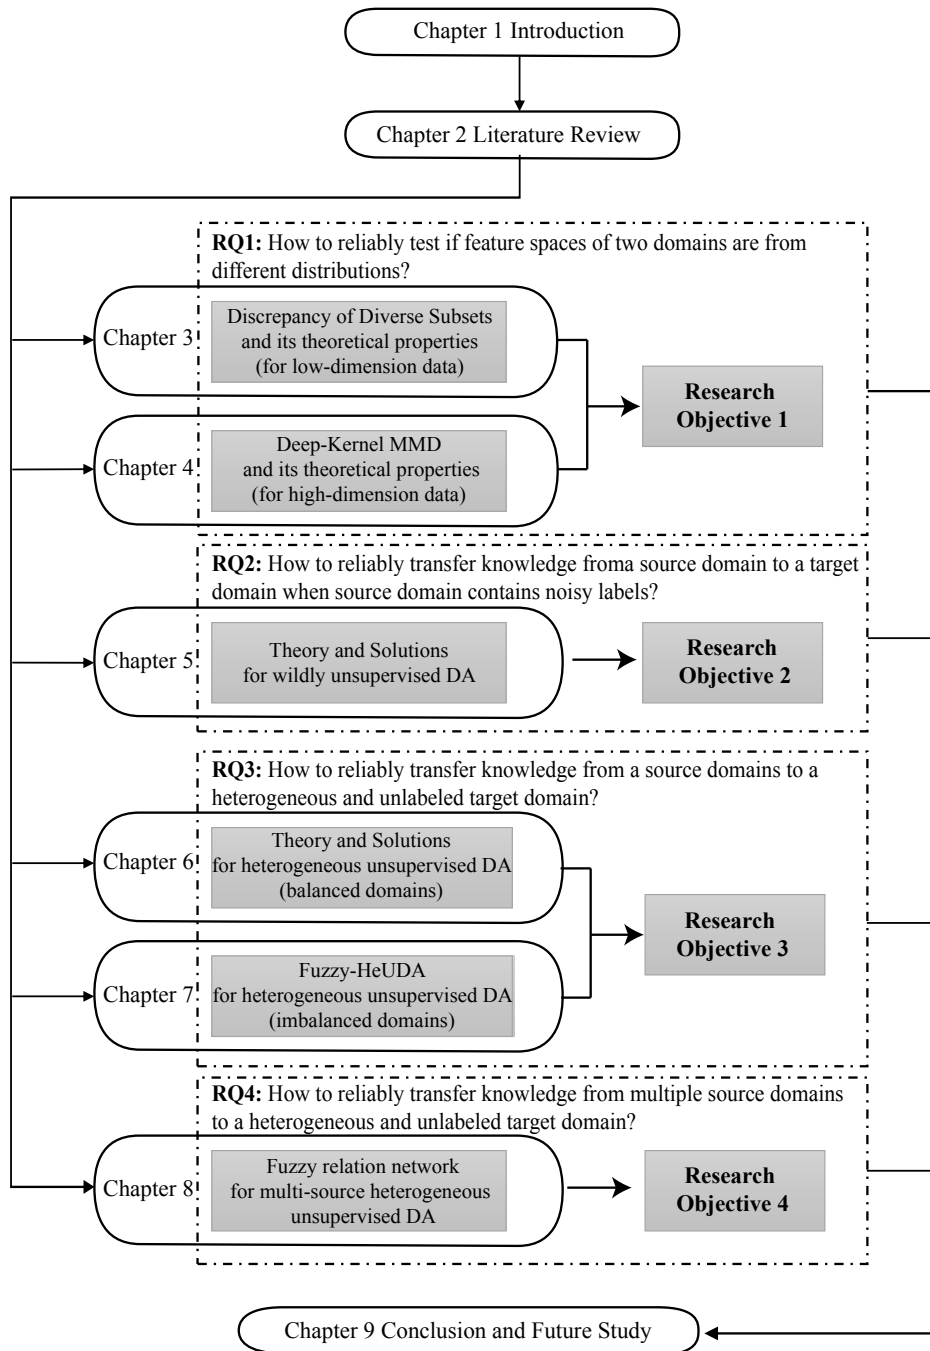 Chapter 1 Introduction
Chapter 2 Literature Review
RQ1: How to reliably test if feature spaces of two domains are from
different distributions?
Chapter 3
Discrepancy of Diverse Subsets
and its theoretical properties
(for low-dimension data)
Research
Objective 1
Chapter 4
Deep-Kernel MMD
and its theoretical properties
(for high-dimension data)
RQ2: How to reliably transfer knowledge froma source domain to a target
domain when source domain contains noisy labels?
Chapter 5
Theory and Solutions
for wildly unsupervised DA
Research
Objective 2
RQ3: How to reliably transfer knowledge from a source domains to a
heterogeneous and unlabeled target domain?
Chapter 6
Theory and Solutions
for heterogeneous unsupervised DA
(balanced domains)
Research
Objective 3
Chapter 7
Fuzzy-HeUDA
for heterogeneous unsupervised DA
(imbalanced domains)
RQ4: How to reliably transfer knowledge from multiple source domains
to a heterogeneous and unlabeled target domain?
Chapter 8
Fuzzy relation network
for multi-source heterogeneous
unsupervised DA
Research
Objective 4
Chapter 9 Conclusion and Future Study